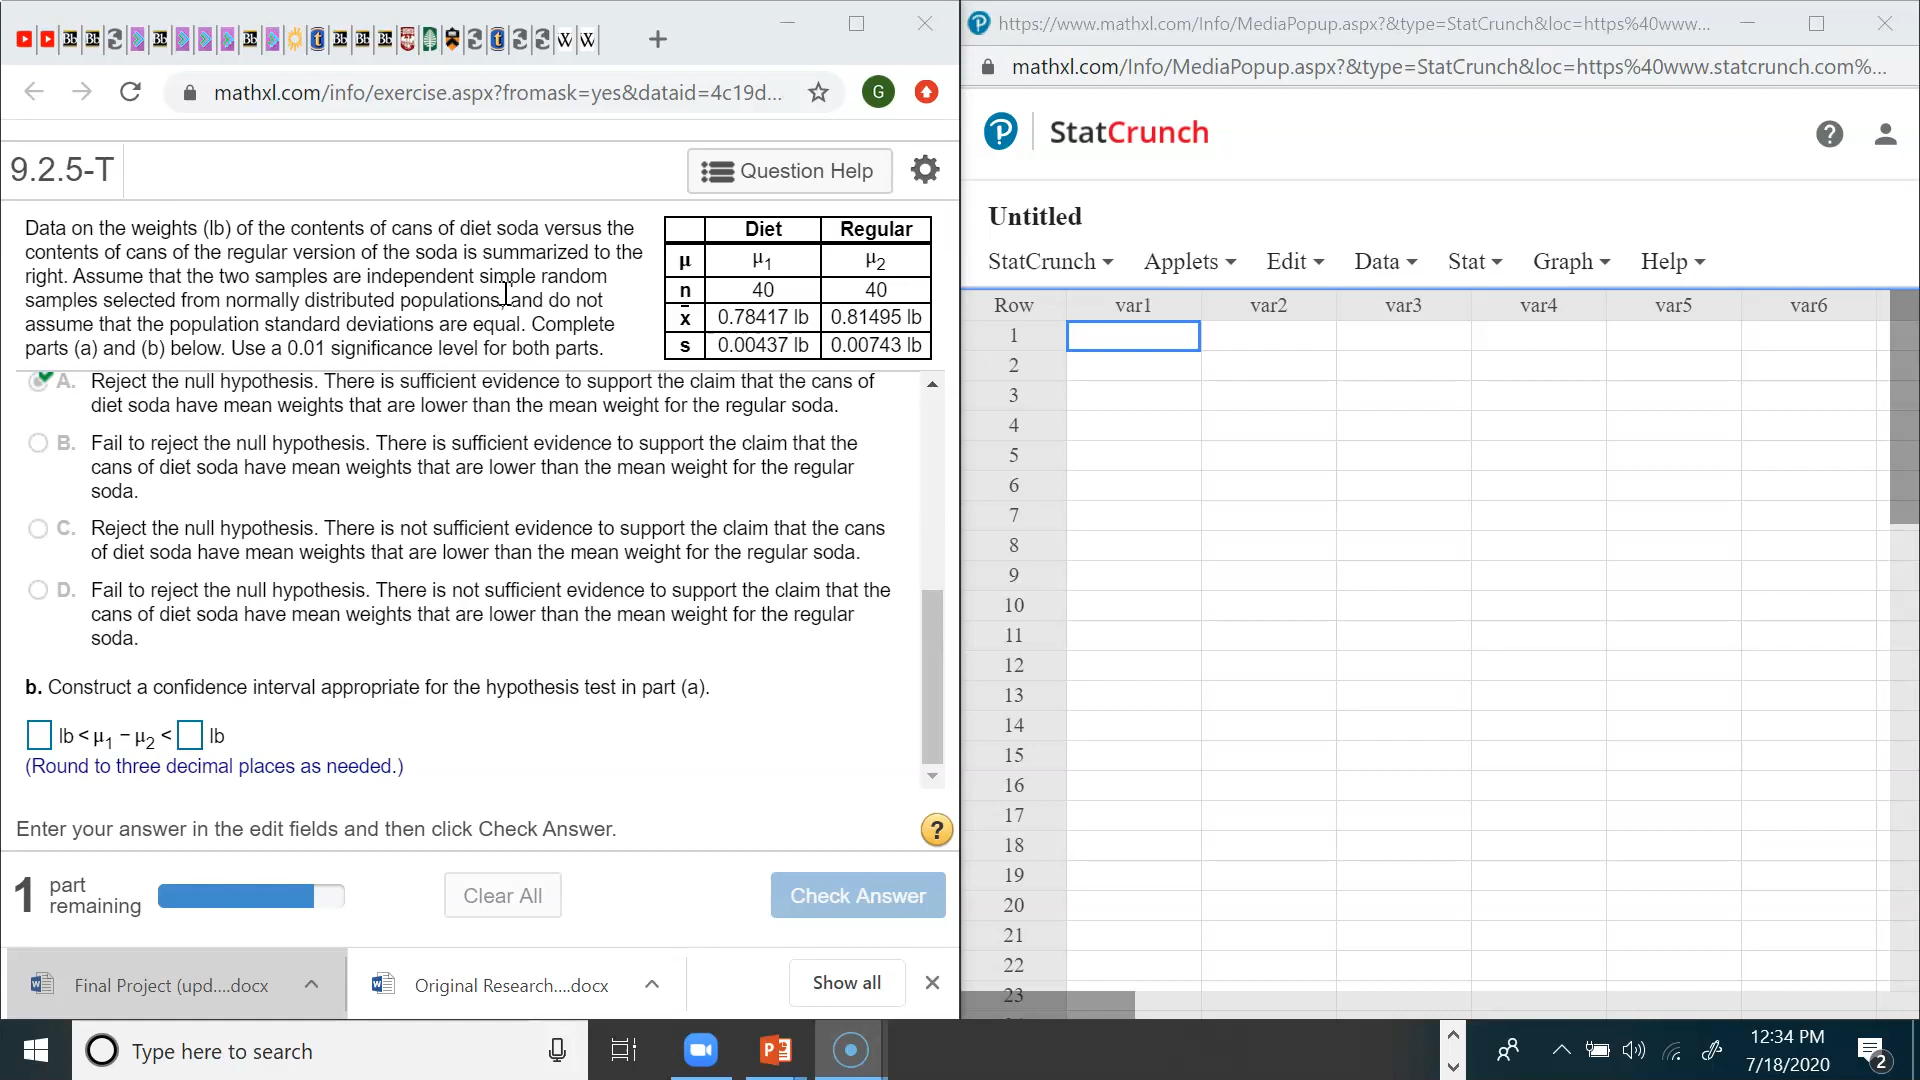 https://www.mathxl.com/Info/MediaPopup.aspx?&type=StatCrunch&loc=https%40www...
mathxl.com/info/exercise.aspx?fromask=yes&dataid=4c19d...
G
mathxl.com/Info/MediaPopup.aspx?&type=StatCrunch&loc=https%40www.statcrunch.com%...
StatCrunch
9.2.5-T
Question Help
Data on the weights (lb) of the contents of cans of diet soda versus the
contents of cans of the regular version of the soda is summarized to the
right. Assume that the two samples are independent simple random
samples selected from normally distributed populations, and do not
assume that the population standard deviations are equal. Complete
parts (a) and (b) below. Use a 0.01 significance level for both parts.
Diet Regular
μ μ1 μ2
n 40 40
x̄ 0.78417 lb 0.81495 lb
s 0.00437 lb 0.00743 lb
A. Reject the null hypothesis. There is sufficient evidence to support the claim that the cans of
diet soda have mean weights that are lower than the mean weight for the regular soda.
B. Fail to reject the null hypothesis. There is sufficient evidence to support the claim that the
cans of diet soda have mean weights that are lower than the mean weight for the regular
soda.
C. Reject the null hypothesis. There is not sufficient evidence to support the claim that the cans
of diet soda have mean weights that are lower than the mean weight for the regular soda.
D. Fail to reject the null hypothesis. There is not sufficient evidence to support the claim that the
cans of diet soda have mean weights that are lower than the mean weight for the regular
soda.
b. Construct a confidence interval appropriate for the hypothesis test in part (a).
lb < μ1 − μ2 < lb
(Round to three decimal places as needed.)
Enter your answer in the edit fields and then click Check Answer.
?
1 part remaining
Clear All
Check Answer
Final Project (upd....docx
Original Research....docx
Show all
Untitled
StatCrunch Applets Edit Data Stat Graph Help
Row var1 var2 var3 var4 var5 var6
1
2
3
4
5
6
7
8
9
10
11
12
13
14
15
16
17
18
19
20
21
22
23
Type here to search
12:34 PM
7/18/2020
2